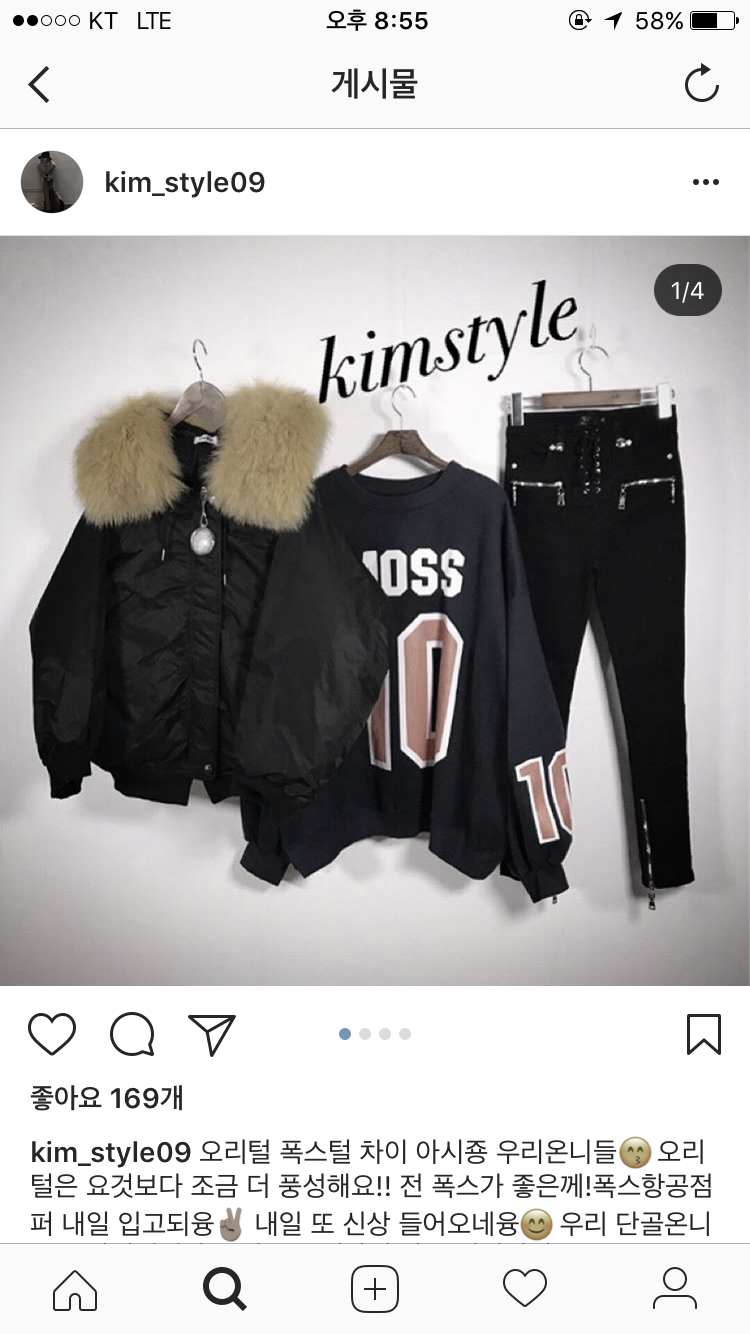 KT LTE 오후 8:55 58%
게시물
kim_style09
1/4
kimstyle
MOSS
10
10
좋아요 169개
kim_style09 오리털 폭스털 차이 아시죵 우리온니들😙 오리
털은 요것보다 조금 더 풍성해요!! 전 폭스가 좋은께!폭스항공점
퍼 내일 입고되융✌🏽 내일 또 신상 들어오네융😊 우리 단골온니